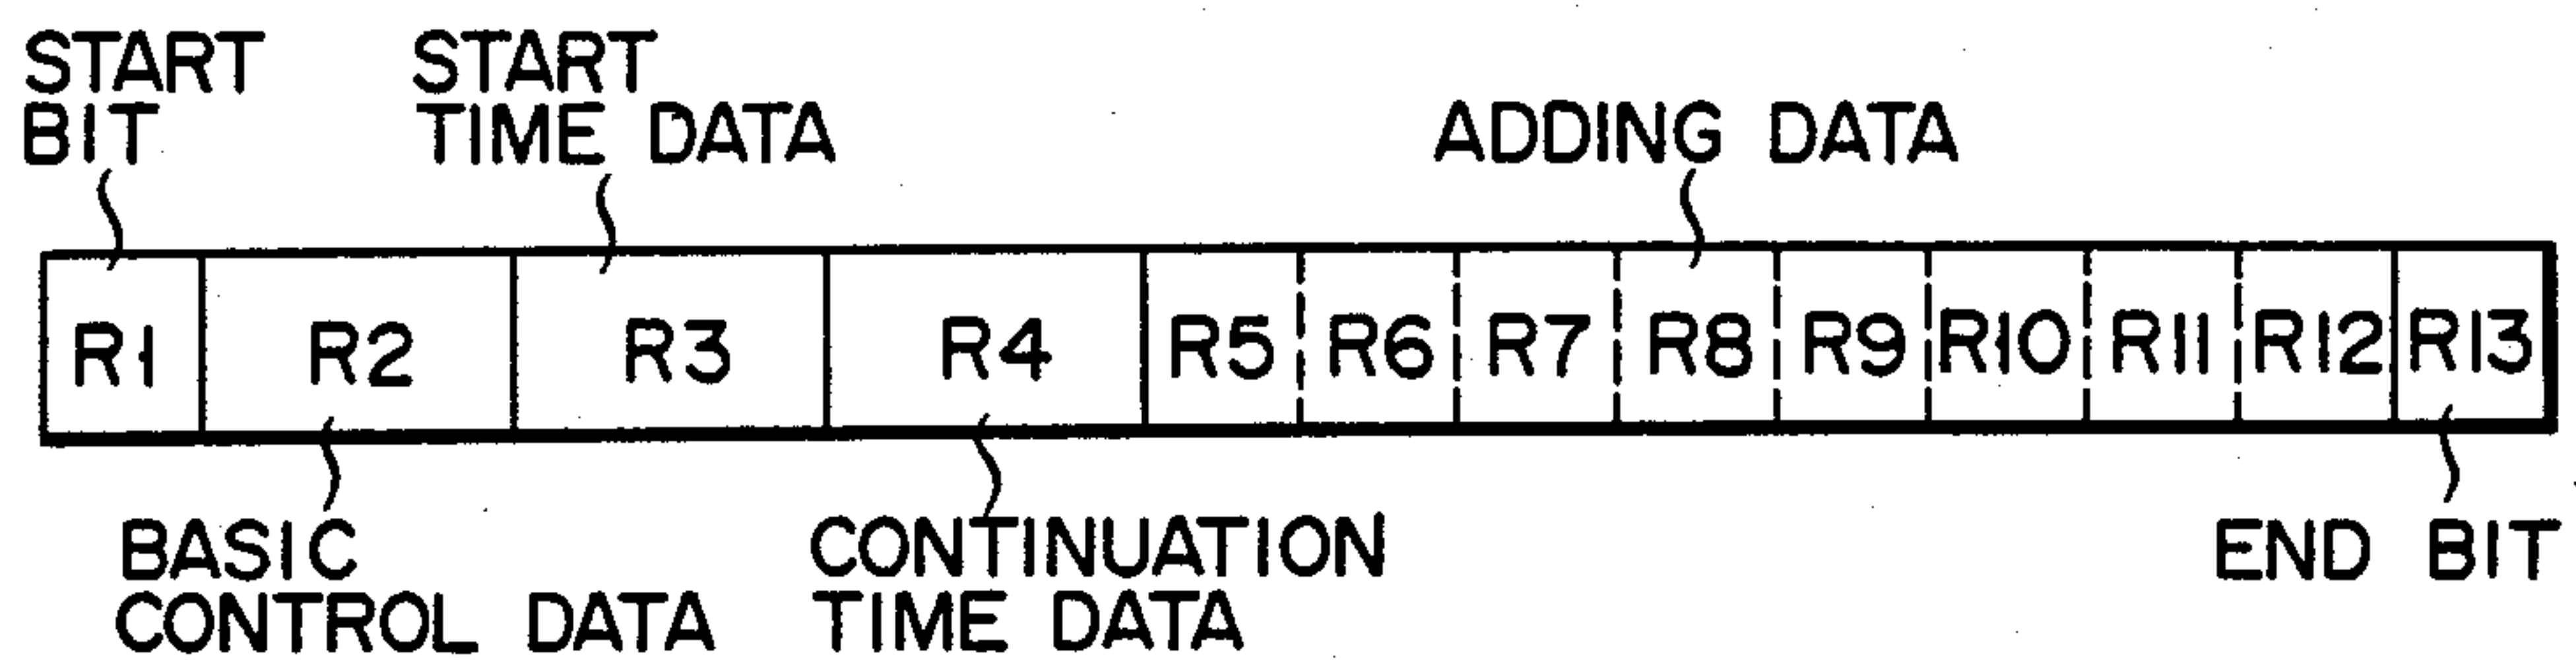 START
BIT
START
TIME DATA
ADDING DATA
R1 R2 R3 R4 R5 R6 R7 R8 R9 R10 R11 R12 R13
BASIC
CONTROL DATA
CONTINUATION
TIME DATA
END BIT